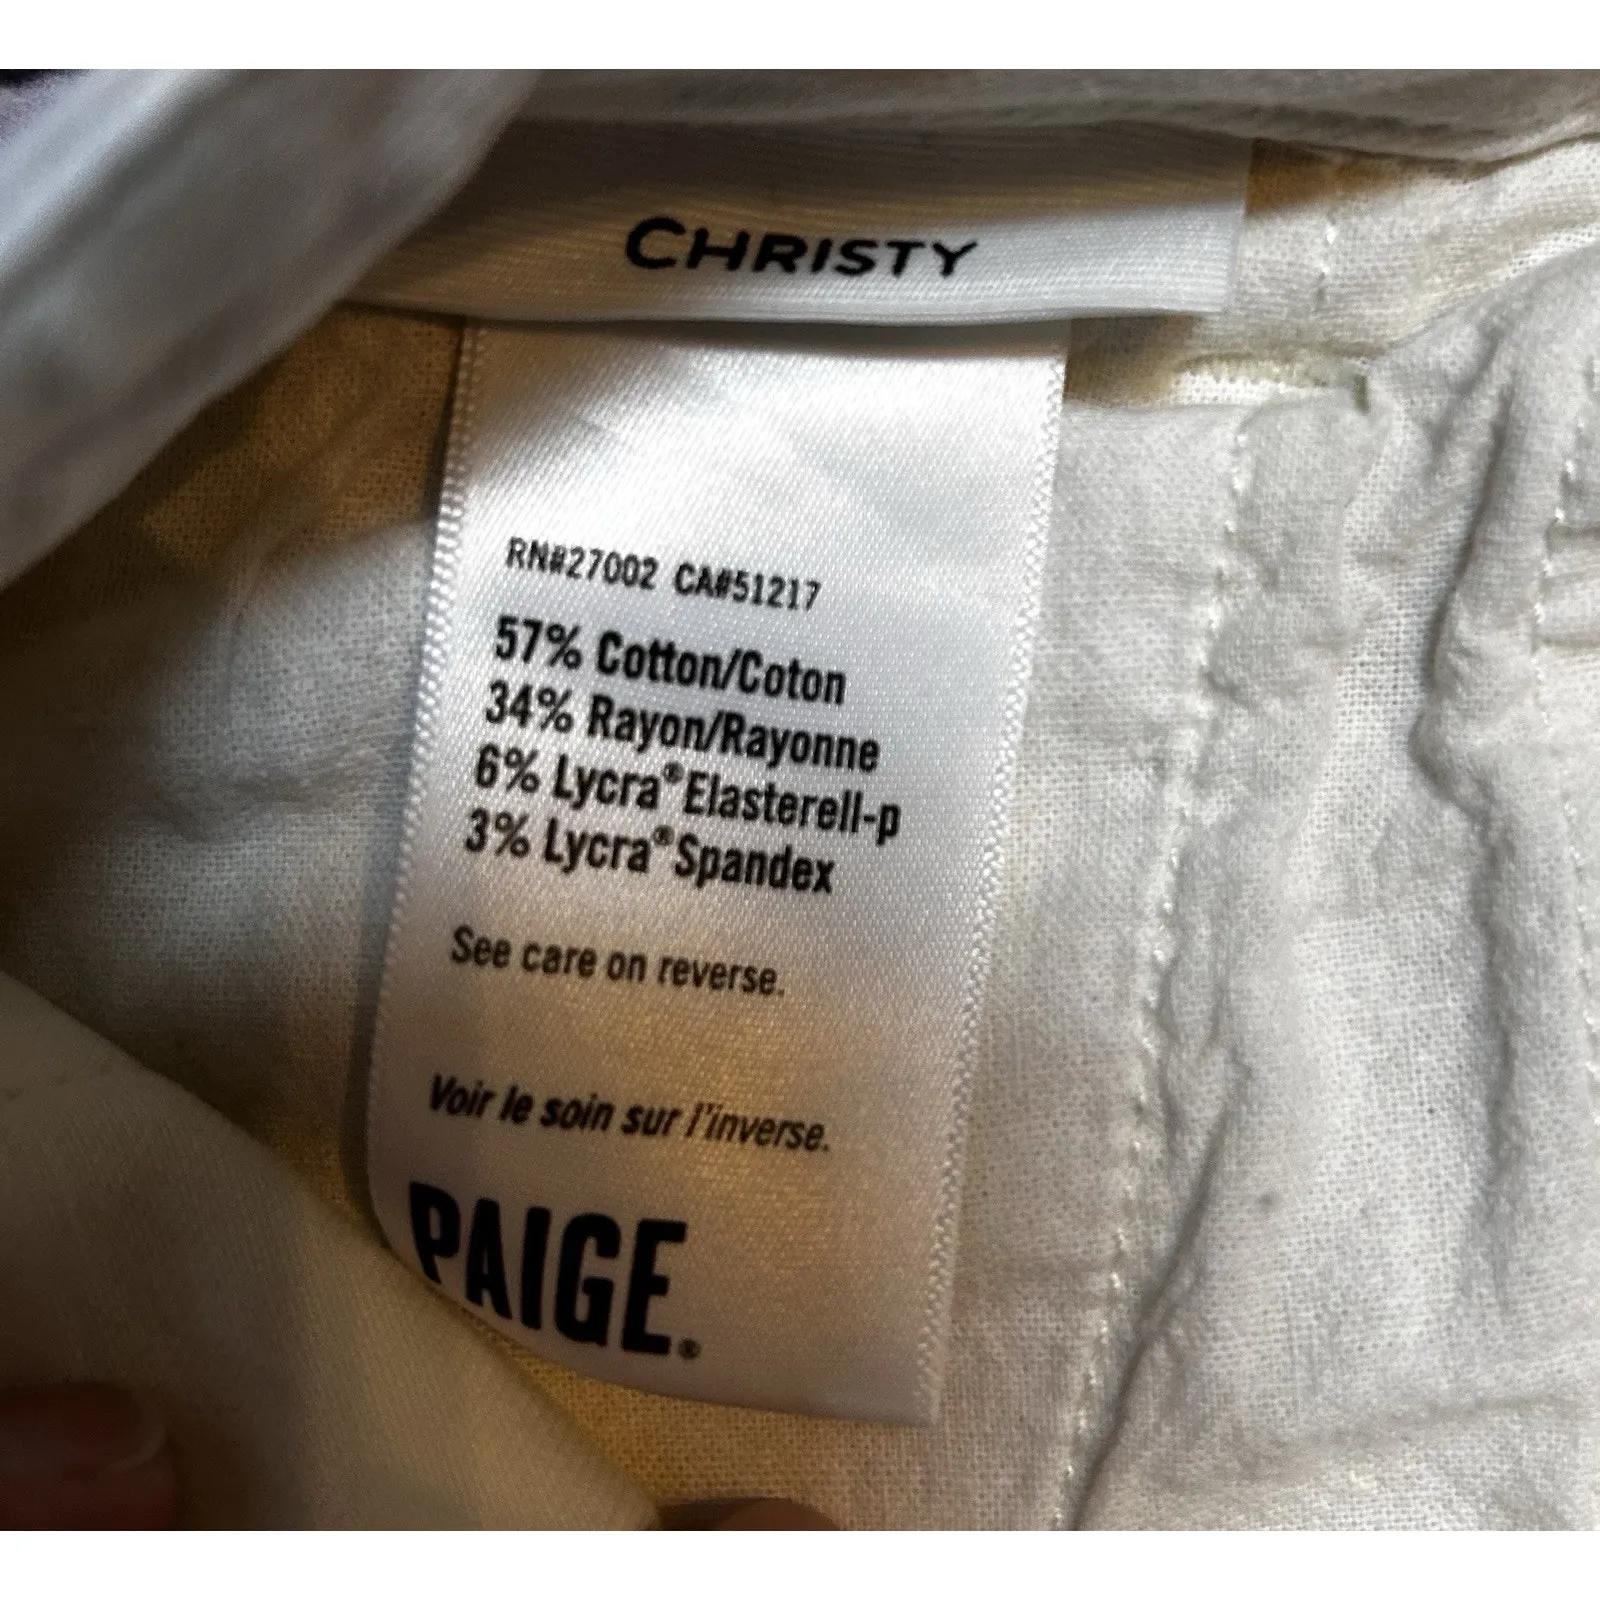 CHRISTY
RN#27002 CA#51217
57% Cotton/Coton
34% Rayon/Rayonne
6% Lycra® Elasterell-p
3% Lycra® Spandex
See care on reverse.
Voir le soin sur l'inverse.
PAIGE.®